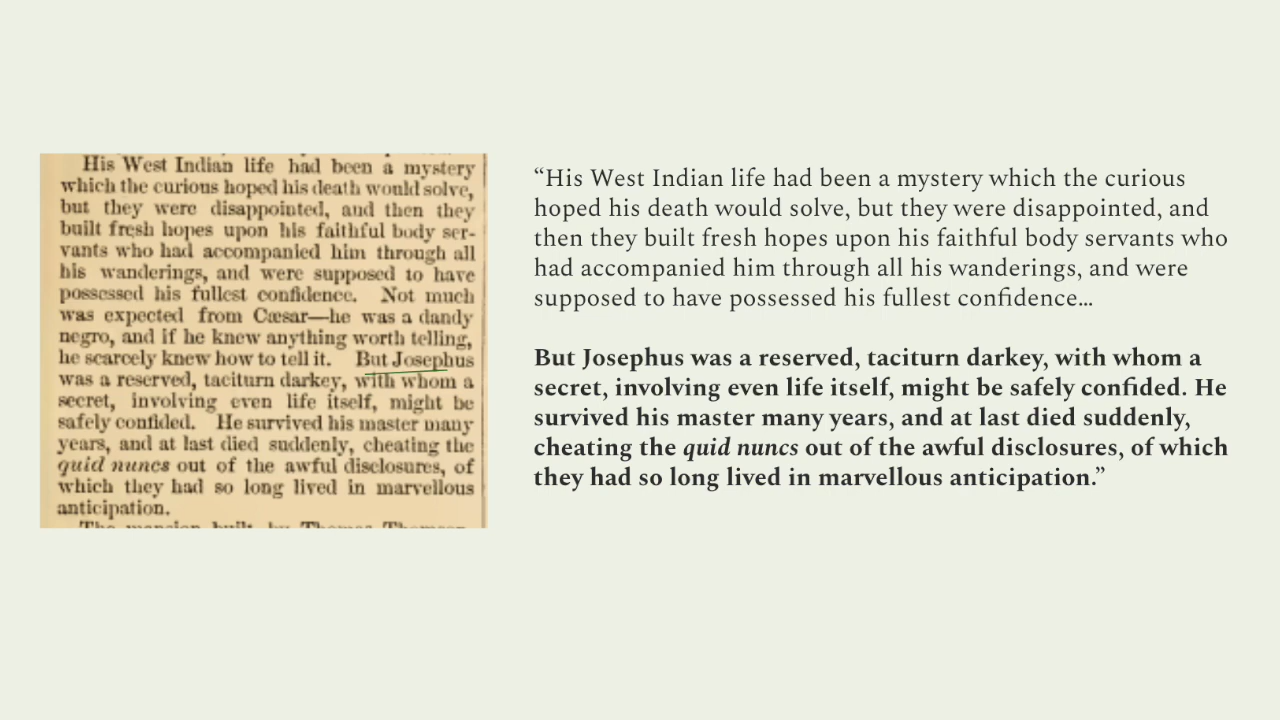 His West Indian life had been a mystery
which the curious hoped his death would solve,
but they were disappointed, and then they
built fresh hopes upon his faithful body ser-
vants who had accompanied him through all
his wanderings, and were supposed to have
possessed his fullest confidence. Not much
was expected from Cæsar—he was a dandy
negro, and if he knew anything worth telling,
he scarcely knew how to tell it. But Josephus
was a reserved, taciturn darkey, with whom a
secret, involving even life itself, might be
safely confided. He survived his master many
years, and at last died suddenly, cheating the
quid nuncs out of the awful disclosures, of
which they had so long lived in marvellous
anticipation.
“His West Indian life had been a mystery which the curious
hoped his death would solve, but they were disappointed, and
then they built fresh hopes upon his faithful body servants who
had accompanied him through all his wanderings, and were
supposed to have possessed his fullest confidence...
But Josephus was a reserved, taciturn darkey, with whom a
secret, involving even life itself, might be safely confided. He
survived his master many years, and at last died suddenly,
cheating the quid nuncs out of the awful disclosures, of which
they had so long lived in marvellous anticipation.”